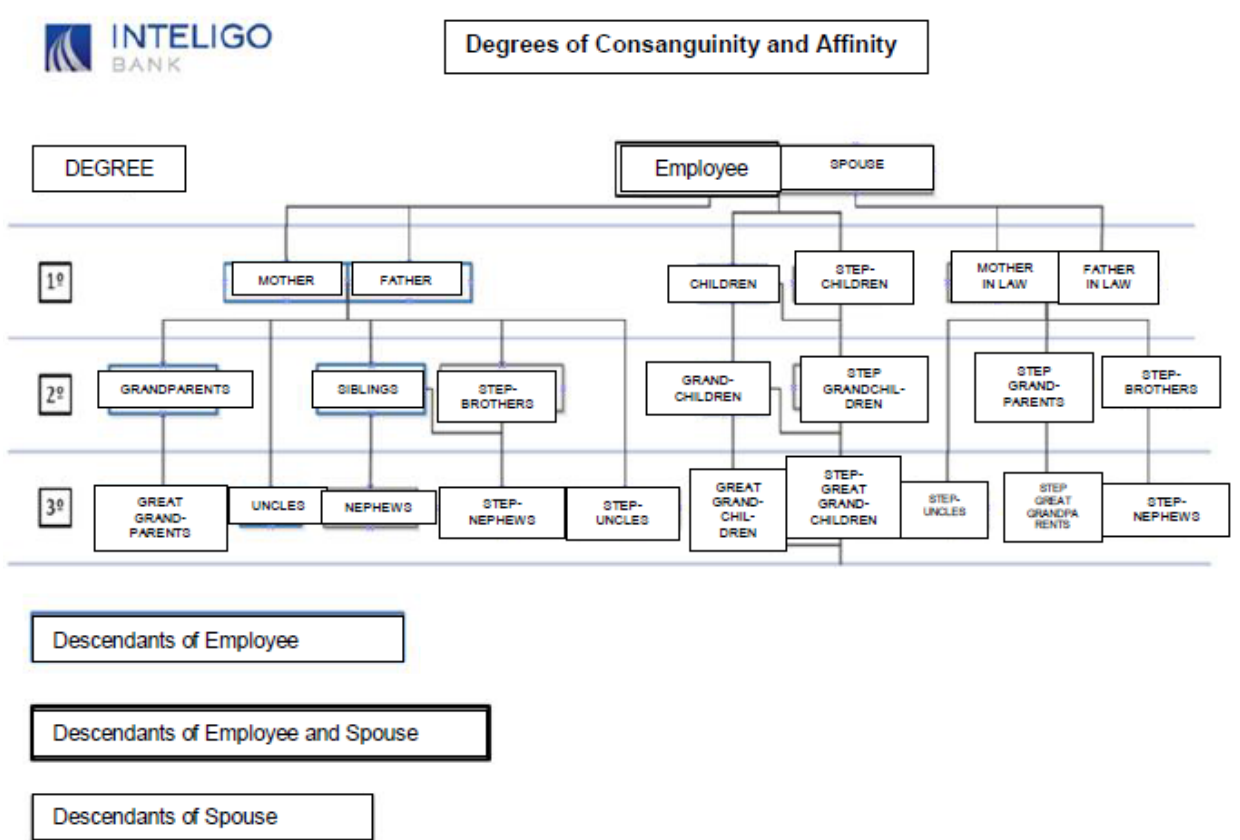 INTELIGO
BANK
Degrees of Consanguinity and Affinity
DEGREE
Employee
SPOUSE
1º
MOTHER
FATHER
CHILDREN
STEP-
CHILDREN
MOTHER
IN LAW
FATHER
IN LAW
2º
GRANDPARENTS
SIBLINGS
STEP-
BROTHERS
GRAND-
CHILDREN
STEP
GRANDCHIL-
DREN
STEP
GRAND-
PARENTS
STEP-
BROTHERS
3º
GREAT
GRAND-
PARENTS
UNCLES
NEPHEWS
STEP-
NEPHEWS
STEP-
UNCLES
GREAT
GRAND-
CHIL-
DREN
STEP-
GREAT
GRAND-
CHILDREN
STEP-
UNCLES
STEP
GREAT
GRANDPA
RENTS
STEP-
NEPHEWS
Descendants of Employee
Descendants of Employee and Spouse
Descendants of Spouse